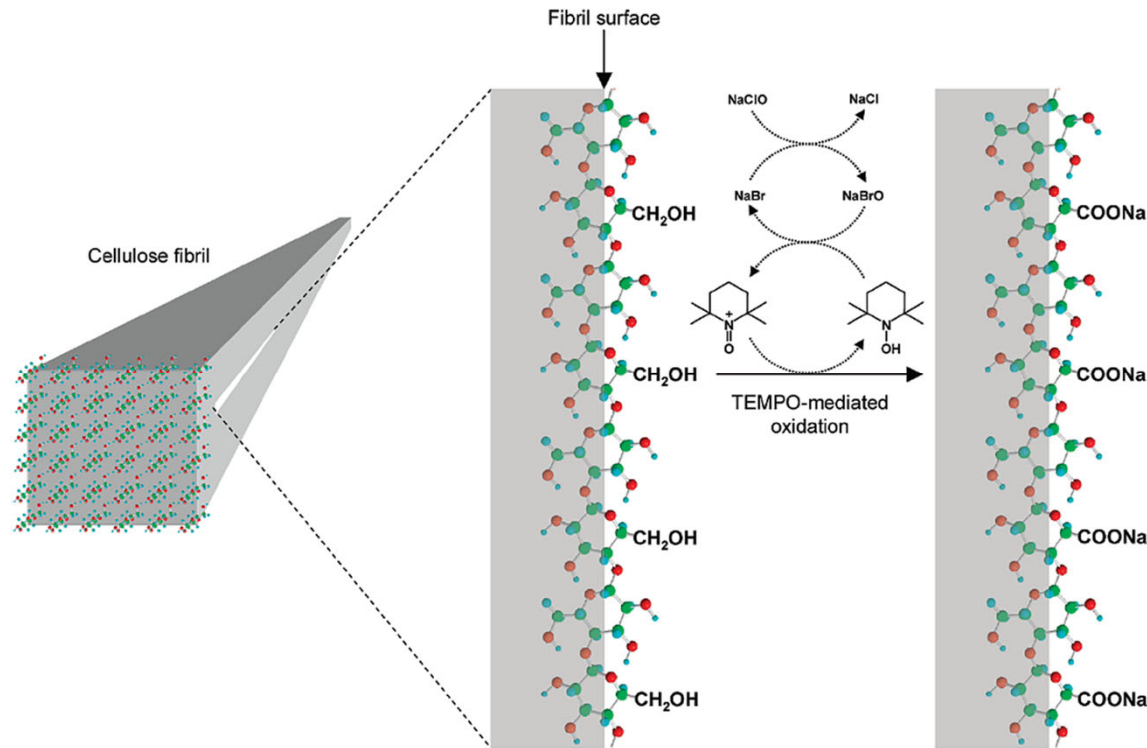 Fibril surface
NaClO
NaCl
NaBr
NaBrO
CH₂OH
COONa
Cellulose fibril
N
+
O
N
OH
CH₂OH
COONa
TEMPO-mediated
oxidation
CH₂OH
COONa
CH₂OH
COONa